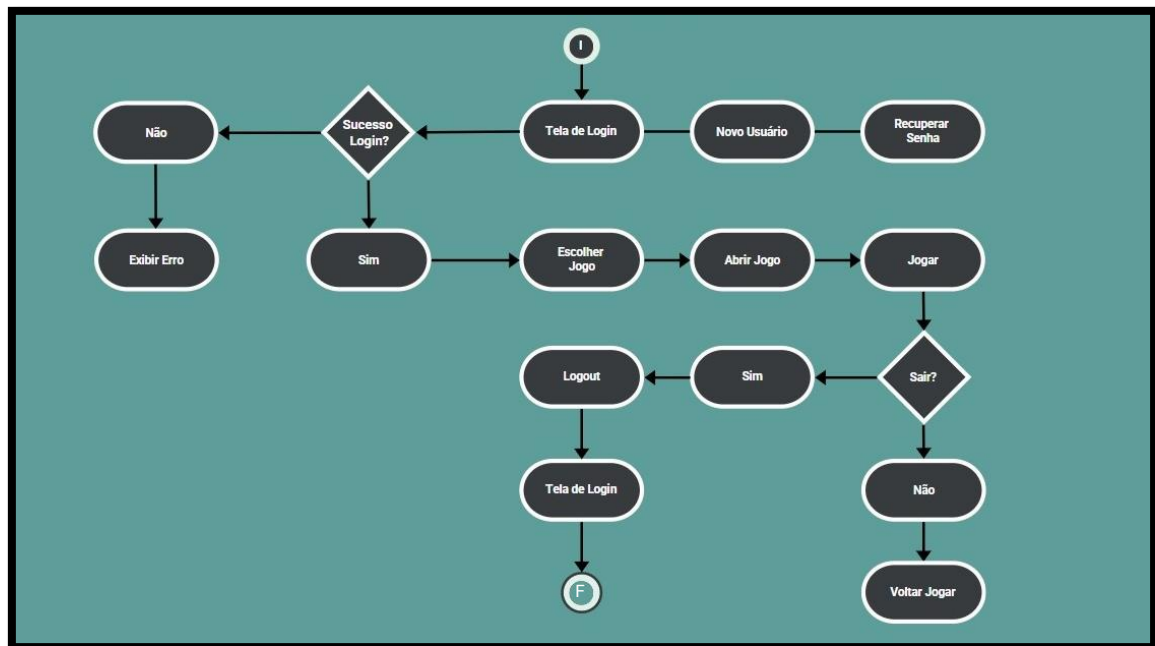 I
Não
Sucesso
Login?
Tela de Login
Novo Usuário
Recuperar
Senha
Exibir Erro
Sim
Escolher
Jogo
Abrir Jogo
Jogar
Logout
Sim
Sair?
Tela de Login
Não
F
Voltar Jogar